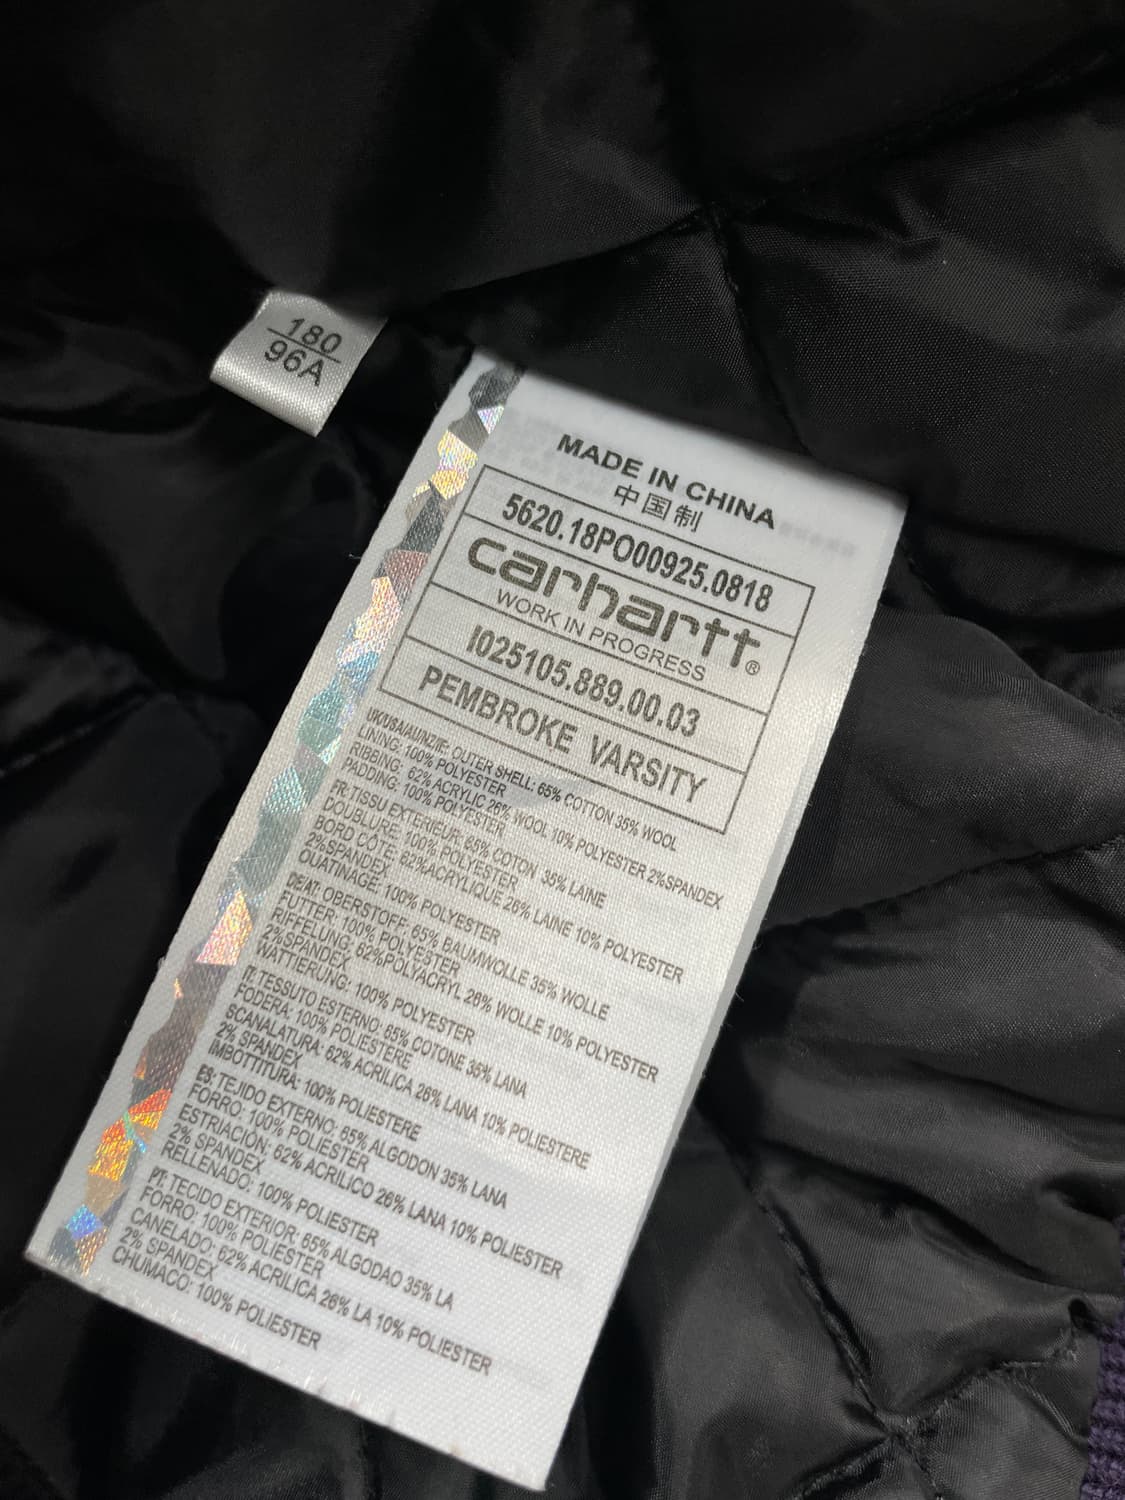 180
96A
MADE IN CHINA
中国制
5620.18PO00925.0818
carhartt®
WORK IN PROGRESS
I025105.889.00.03
PEMBROKE VARSITY
UK/USA/AU/NZ/IE: OUTER SHELL: 65% COTTON 35% WOOL
LINING: 100% POLYESTER
RIBBING: 62% ACRYLIC 26% WOOL 10% POLYESTER 2%SPANDEX
PADDING: 100% POLYESTER
FR: TISSU EXTERIEUR: 65% COTON 35% LAINE
DOUBLURE: 100% POLYESTER
BORD CÔTE: 62%ACRYLIQUE 26% LAINE 10% POLYESTER
2%SPANDEX
OUATINAGE: 100% POLYESTER
DE/AT: OBERSTOFF: 65% BAUMWOLLE 35% WOLLE
FUTTER: 100% POLYESTER
RIFFELUNG: 62%POLYACRYL 26% WOLLE 10% POLYESTER
2%SPANDEX
WATTIERUNG: 100% POLYESTER
IT: TESSUTO ESTERNO: 65% COTONE 35% LANA
FODERA: 100% POLIESTERE
SCANALATURA: 62% ACRILICA 26% LANA 10% POLIESTERE
2% SPANDEX
IMBOTTITURA: 100% POLIESTERE
ES: TEJIDO EXTERNO: 65% ALGODON 35% LANA
FORRO: 100% POLIESTER
ESTRIACIÓN: 62% ACRILICO 26% LANA 10% POLIESTER
2% SPANDEX
RELLENADO: 100% POLIESTER
PT: TECIDO EXTERIOR: 65% ALGODAO 35% LA
FORRO: 100% POLIESTER
CANELADO: 62% ACRILICA 26% LA 10% POLIESTER
2% SPANDEX
CHUMACO: 100% POLIESTER